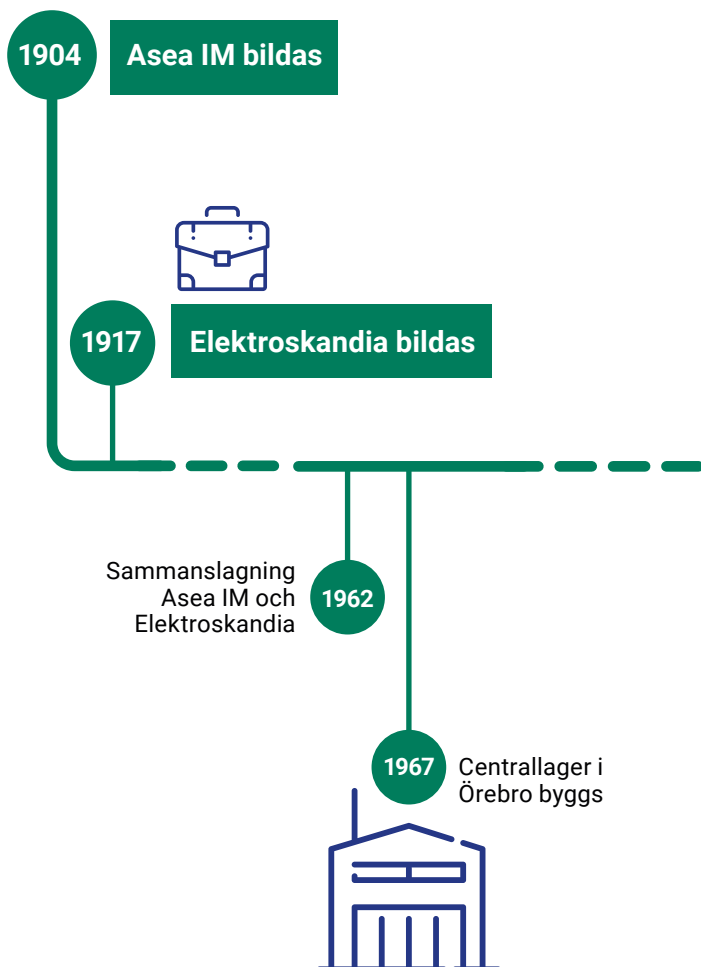 1904
Asea IM bildas
1917
Elektroskandia bildas
Sammanslagning
Asea IM och
Elektroskandia
1962
1967
Centrallager i
Örebro byggs